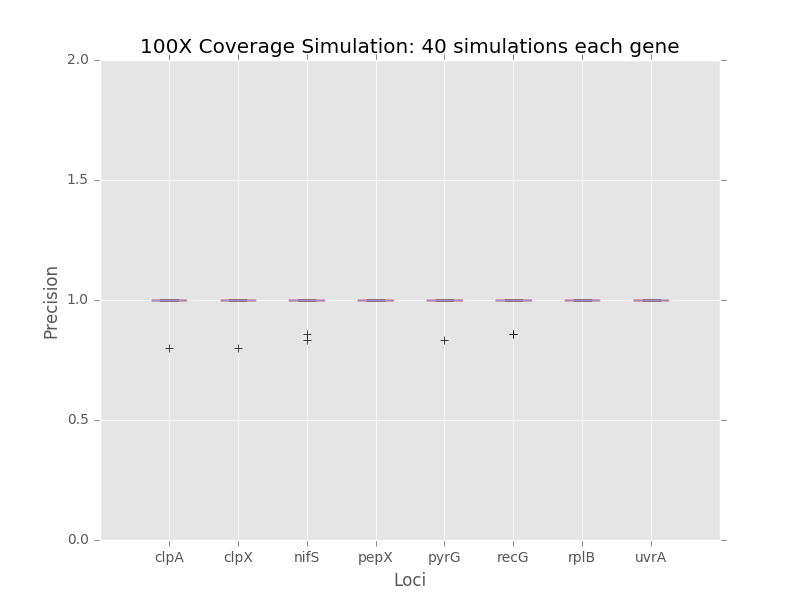 100X Coverage Simulation: 40 simulations each gene
2.0
1.5
1.0
0.5
0.0
Precision
clpA clpX nifS pepX pyrG recG rplB uvrA
Loci